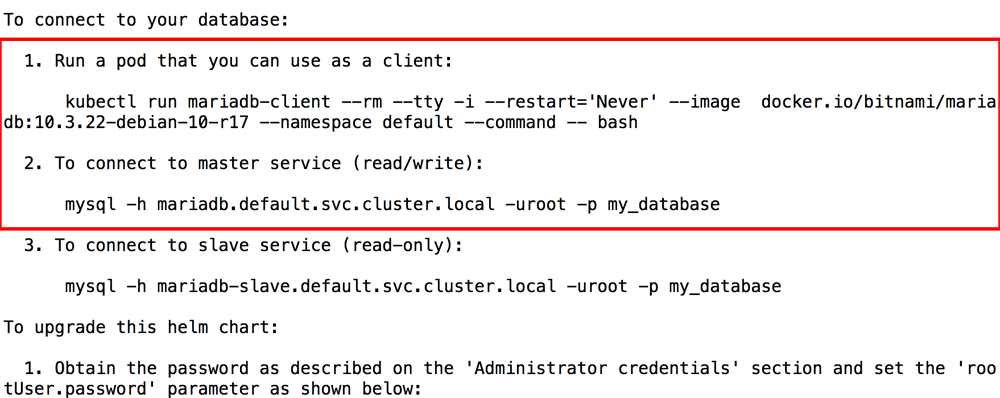 To connect to your database:
1. Run a pod that you can use as a client:
kubectl run mariadb-client --rm --tty -i --restart='Never' --image  docker.io/bitnami/maria
db:10.3.22-debian-10-r17 --namespace default --command -- bash
2. To connect to master service (read/write):
mysql -h mariadb.default.svc.cluster.local -uroot -p my_database
3. To connect to slave service (read-only):
mysql -h mariadb-slave.default.svc.cluster.local -uroot -p my_database
To upgrade this helm chart:
1. Obtain the password as described on the 'Administrator credentials' section and set the 'roo
tUser.password' parameter as shown below: